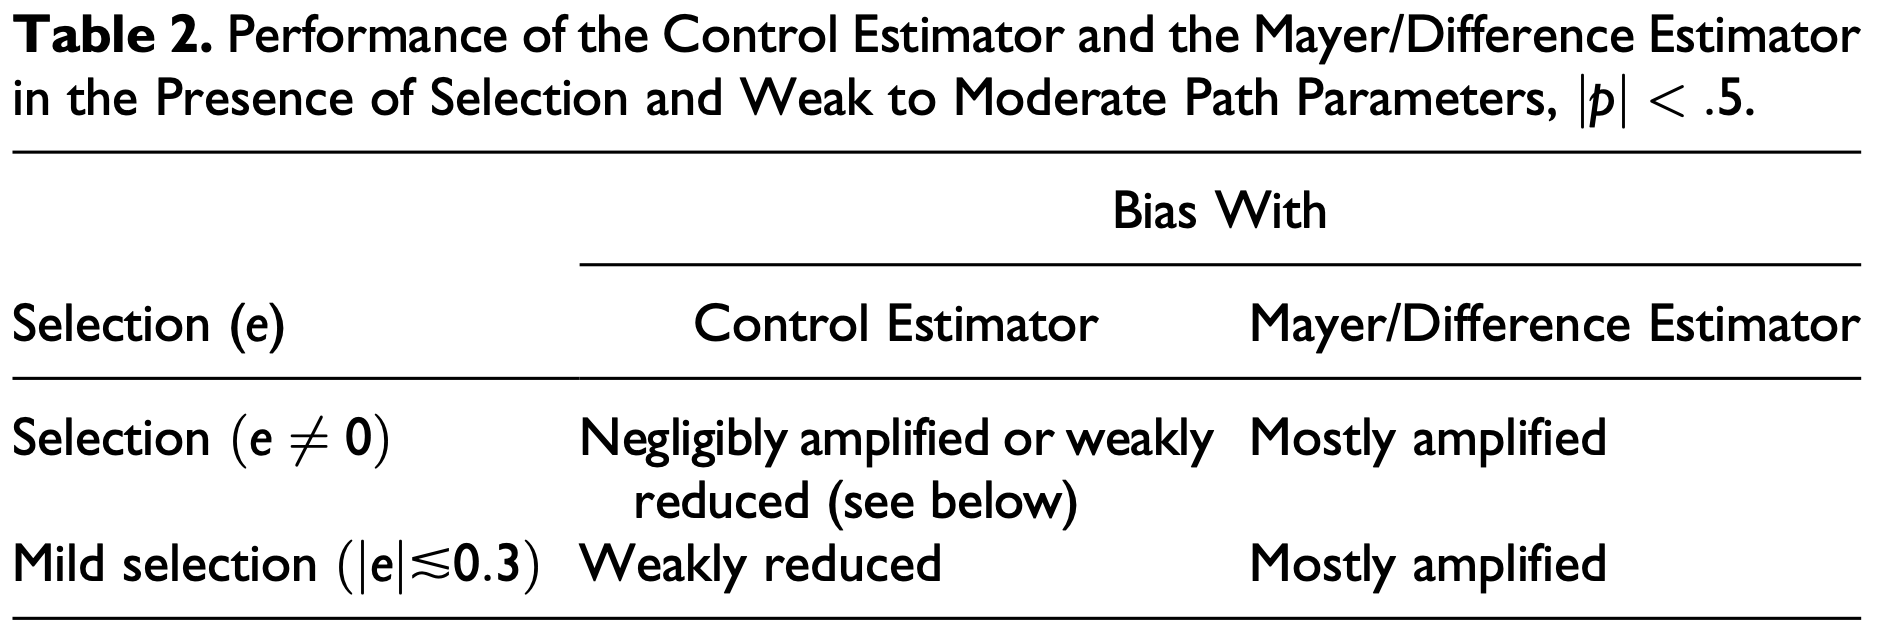 Table 2. Performance of the Control Estimator and the Mayer/Difference Estimator
in the Presence of Selection and Weak to Moderate Path Parameters, |p| < .5.
Bias With
Selection (e) Control Estimator Mayer/Difference Estimator
Selection (e ≠ 0) Negligibly amplified or weakly Mostly amplified
reduced (see below)
Mild selection (|e|≲0.3) Weakly reduced Mostly amplified